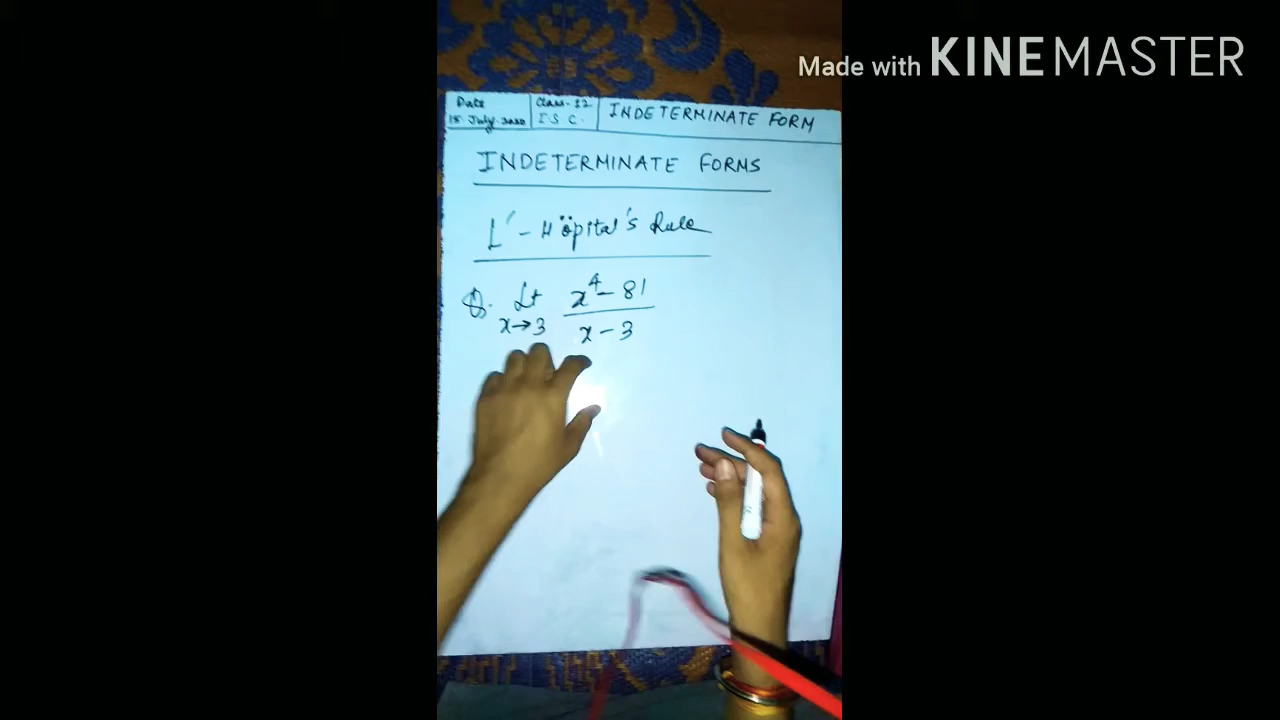 Made with KINEMASTER
Date
15 July 2020
Class-12
I.S.C.
INDETERMINATE FORM
INDETERMINATE FORMS
L'-Höpital's Rule
Q. Lt x→3 x⁴-81 / x-3